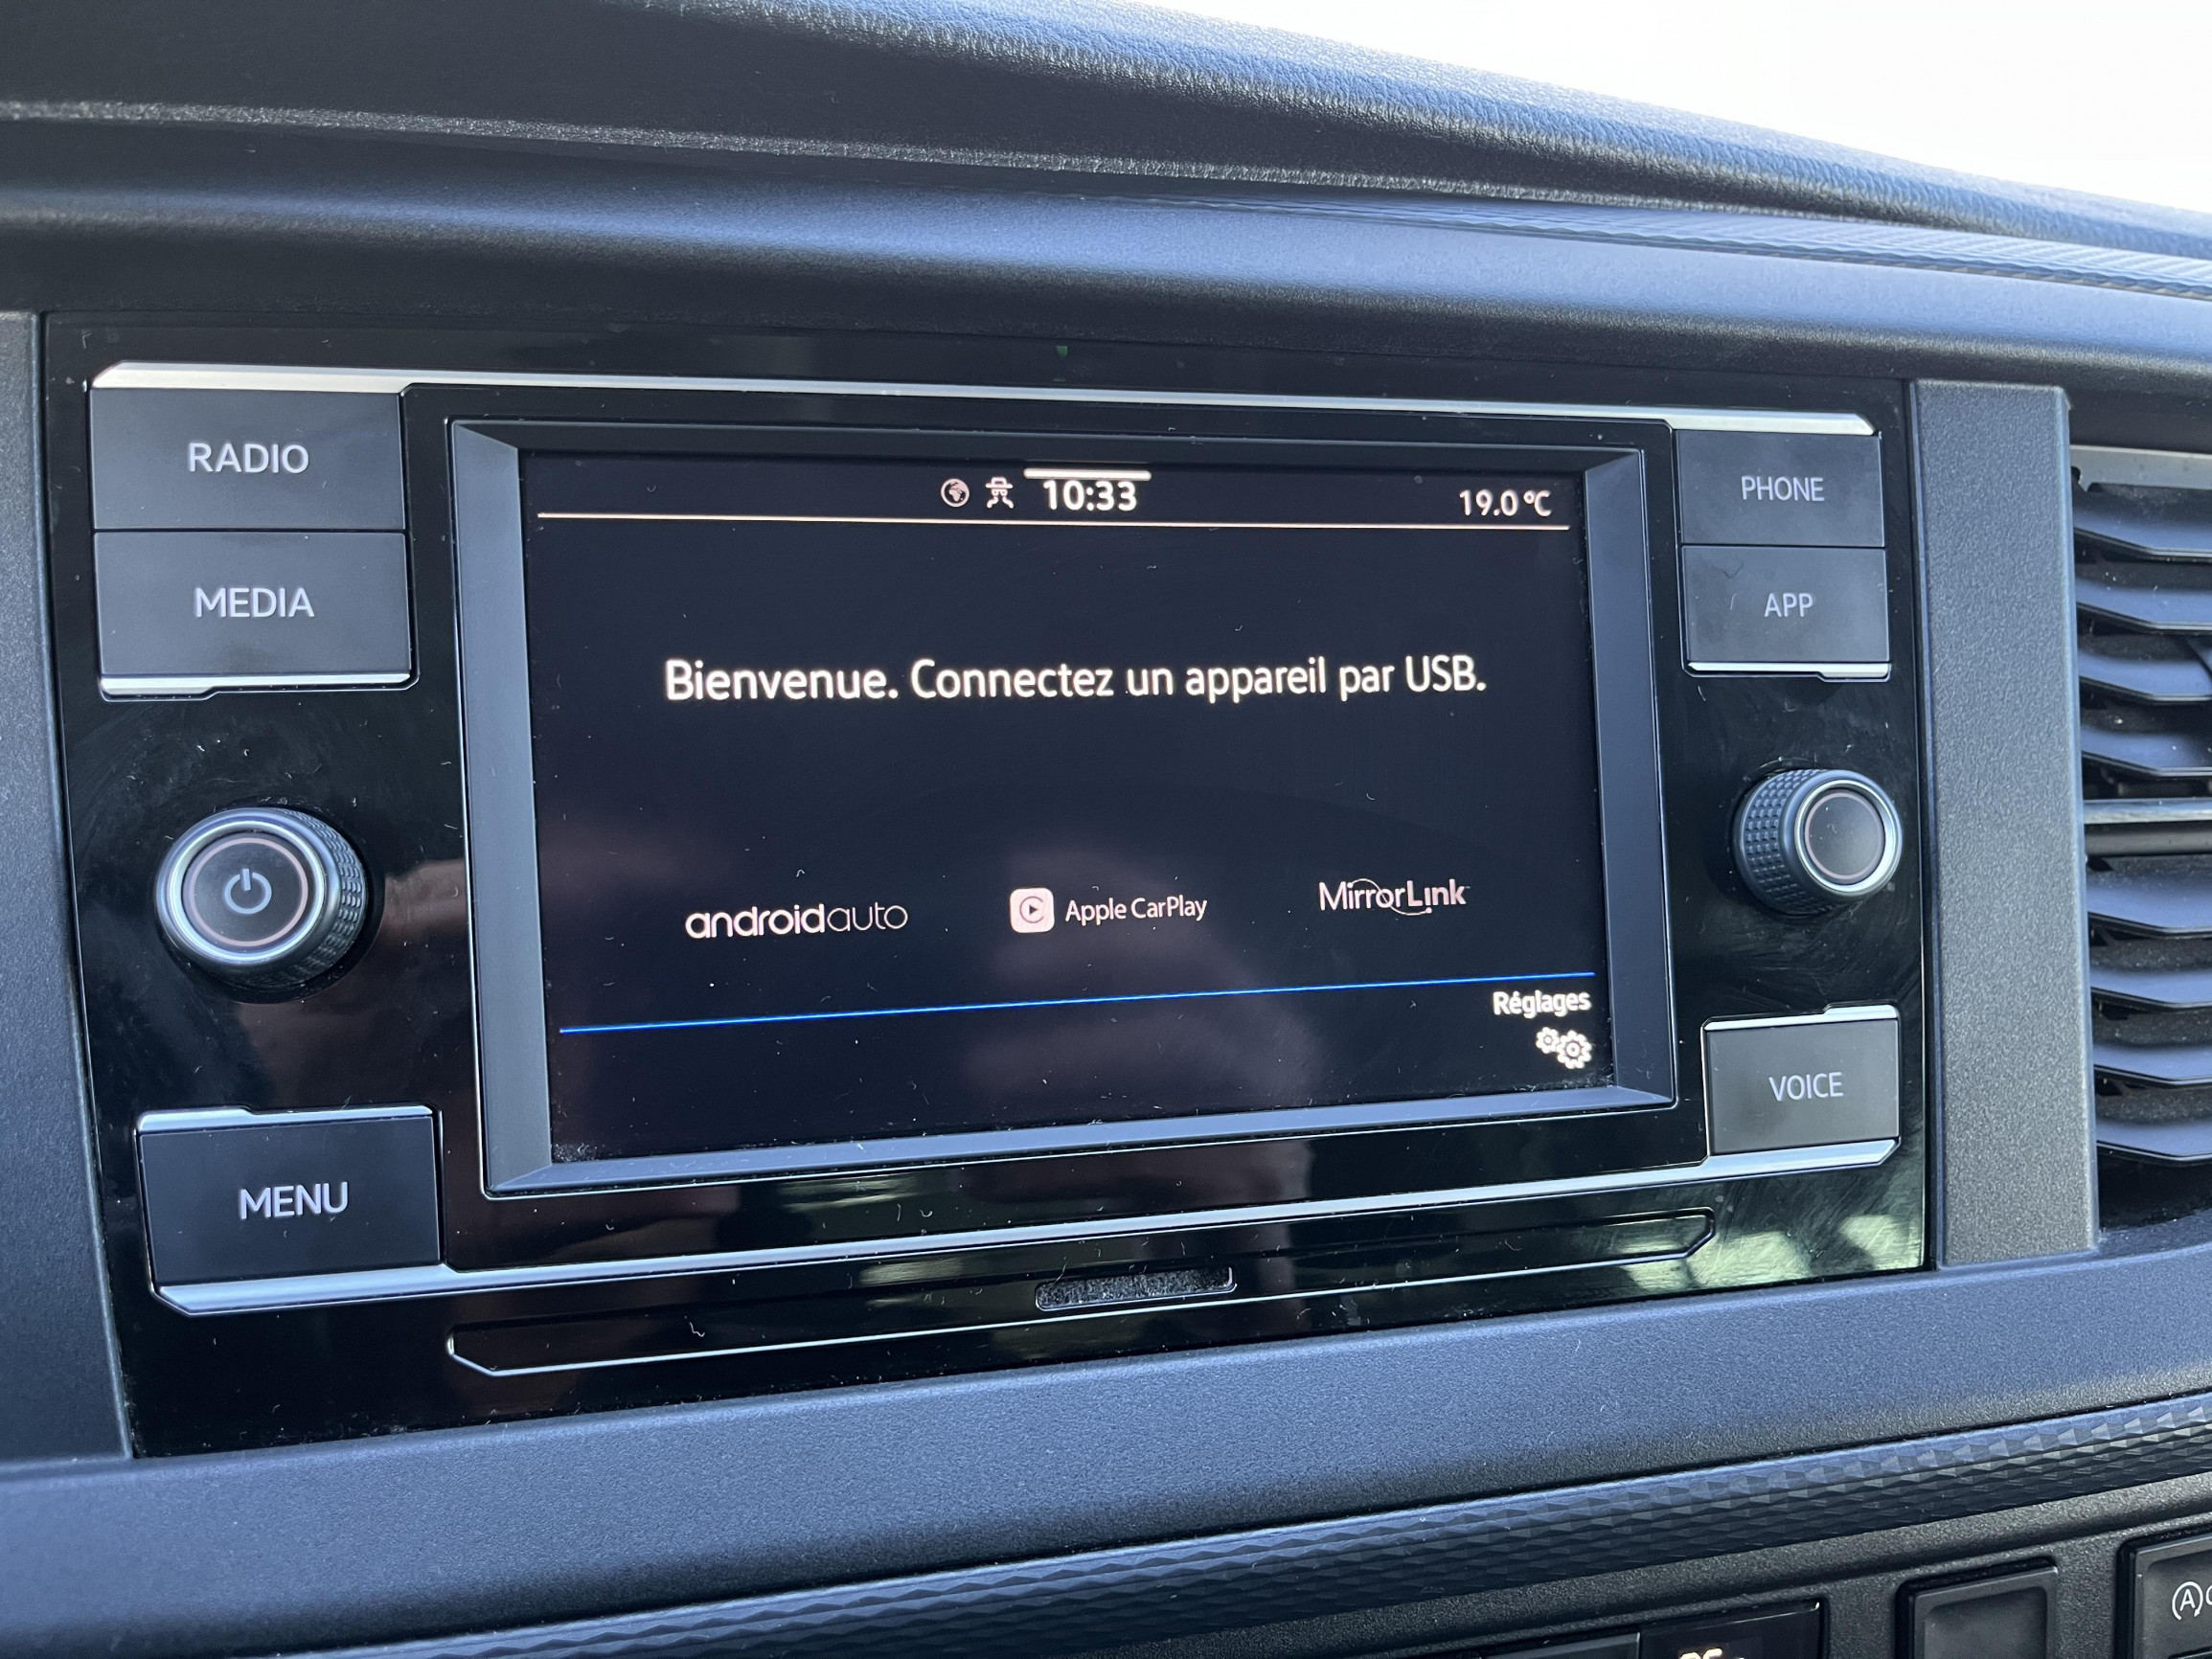 RADIO
MEDIA
MENU
10:33
19.0 °C
Bienvenue. Connectez un appareil par USB.
androidauto
Apple CarPlay
MirrorLink
Réglages
PHONE
APP
VOICE
A